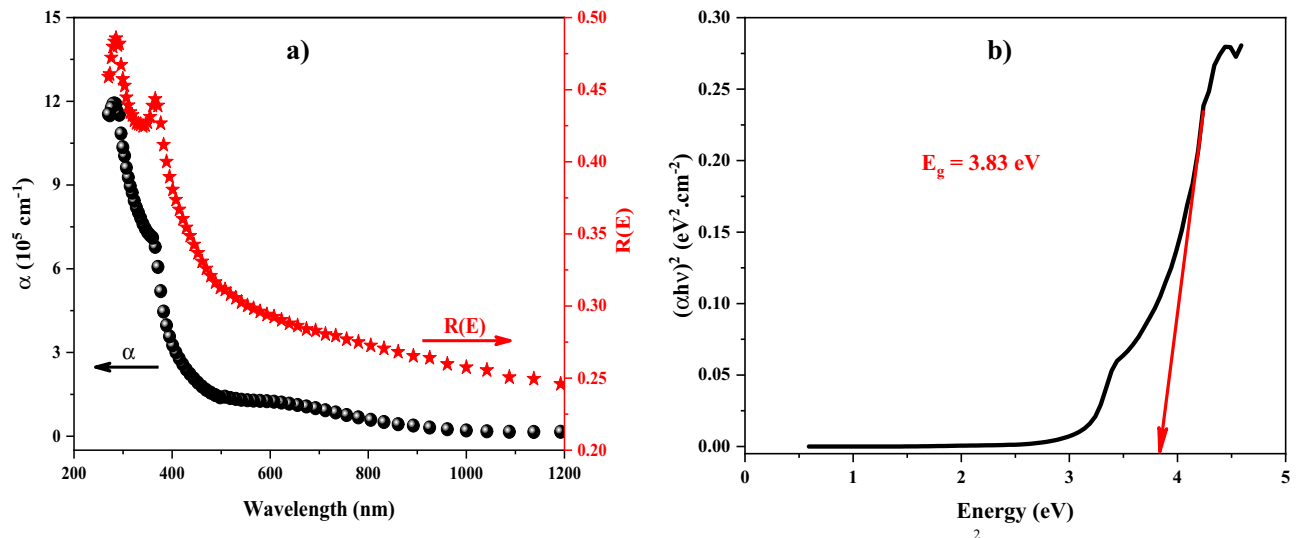 a)
α (10⁵ cm⁻¹)
15
12
9
6
3
0
α
R(E)
0.50
0.45
0.40
0.35
0.30
0.25
0.20
R(E)
200 400 600 800 1000 1200
Wavelength (nm)
b)
(αhν)² (eV².cm⁻²)
0.30
0.25
0.20
0.15
0.10
0.05
0.00
E_g = 3.83 eV
1 2 3 4 5
Energy (eV)
2